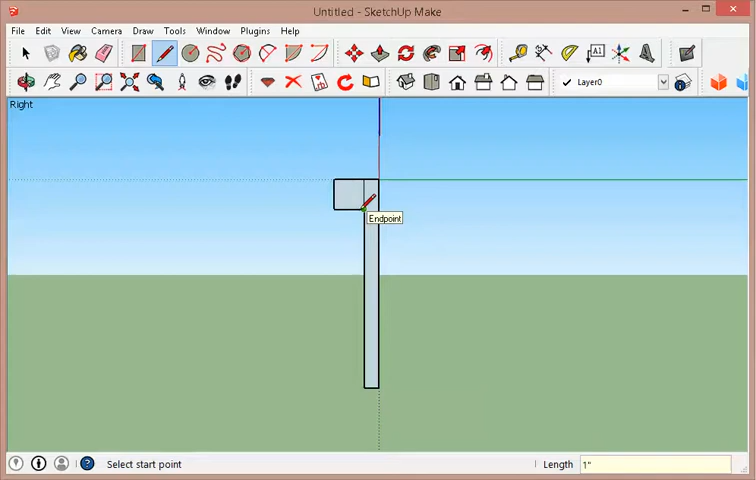 Untitled - SketchUp Make
File Edit View Camera Draw Tools Window Plugins Help
A1
Layer0
Right
Endpoint
Select start point
Length 1"